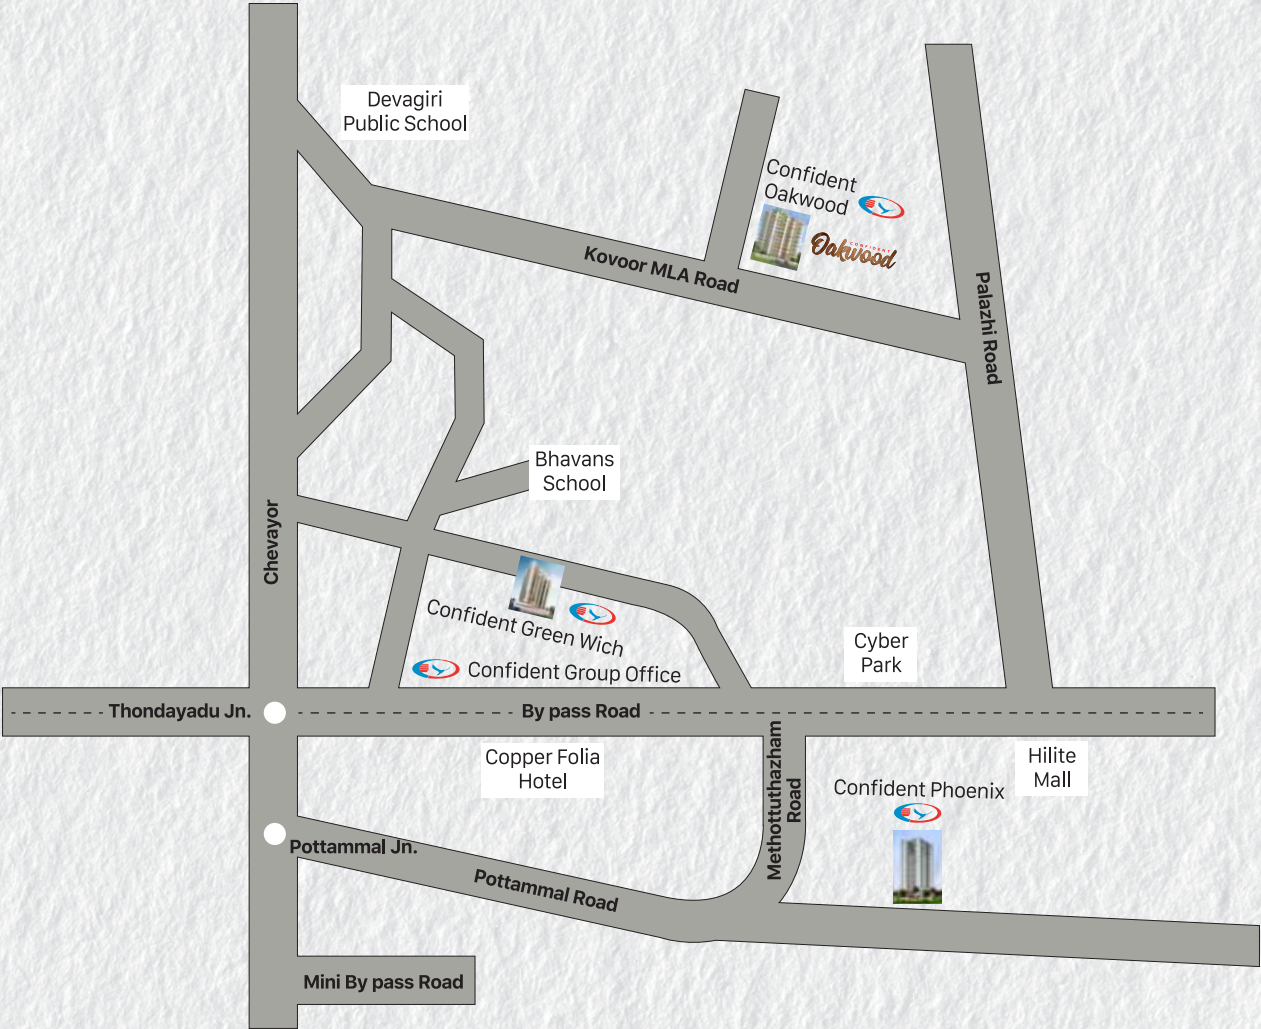 Devagiri
Public School
Confident
Oakwood
CONFIDENT
Oakwood
Kovoor MLA Road
Palazhi Road
Bhavans
School
Chevayor
Confident Green Wich
Confident Group Office
Cyber
Park
Thondayadu Jn.
By pass Road
Copper Folia
Hotel
Methottuthazham
Road
Hilite
Mall
Confident Phoenix
Pottammal Jn.
Pottammal Road
Mini By pass Road